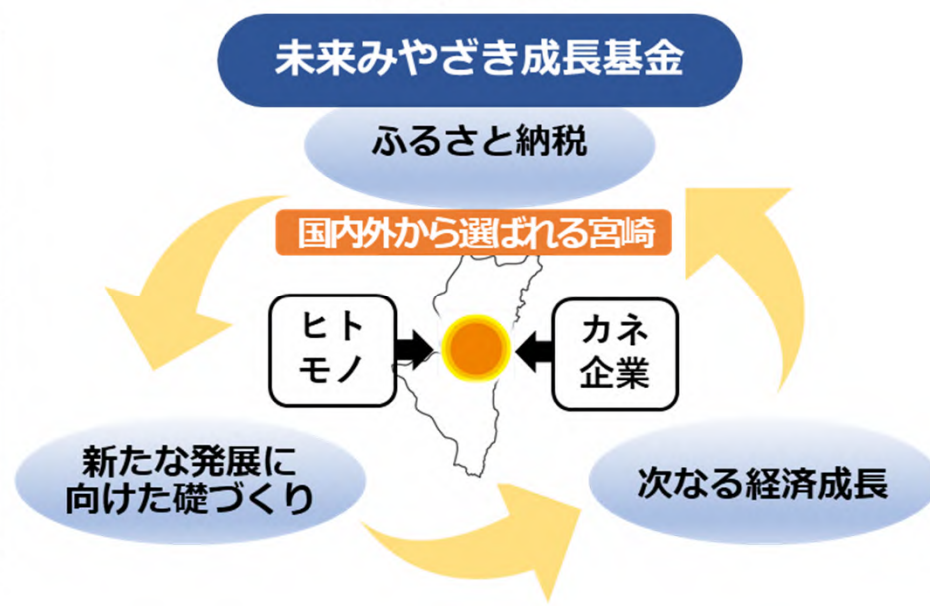 未来みやざき成長基金
ふるさと納税
国内外から選ばれる宮崎
ヒト
モノ
カネ
企業
新たな発展に
向けた礎づくり
次なる経済成長